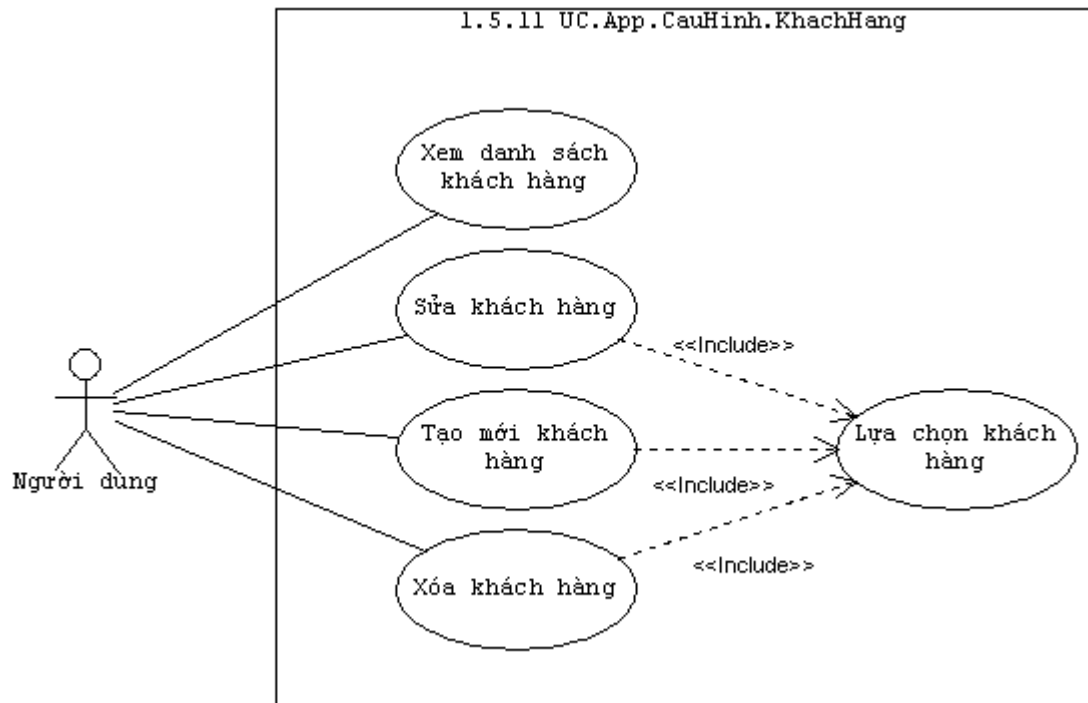 1.5.11 UC.App.CauHinh.KhachHang
Xem danh sách
khách hàng
Sửa khách hàng
<<Include>>
Tạo mới khách
hàng
Lựa chọn khách
hàng
Người dùng
<<Include>>
Xóa khách hàng
<<Include>>